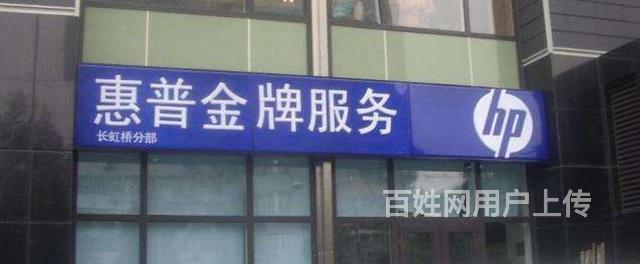 惠普金牌服务
长虹桥分部
hp
百姓网用户上传